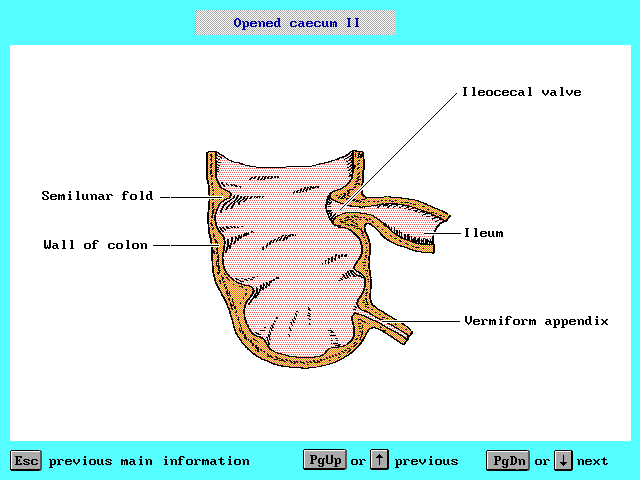 Opened caecum II
Ileocecal valve
Semilunar fold
Ileum
Wall of colon
Vermiform appendix
Esc previous main information PgUp or ↑ previous PgDn or ↓ next